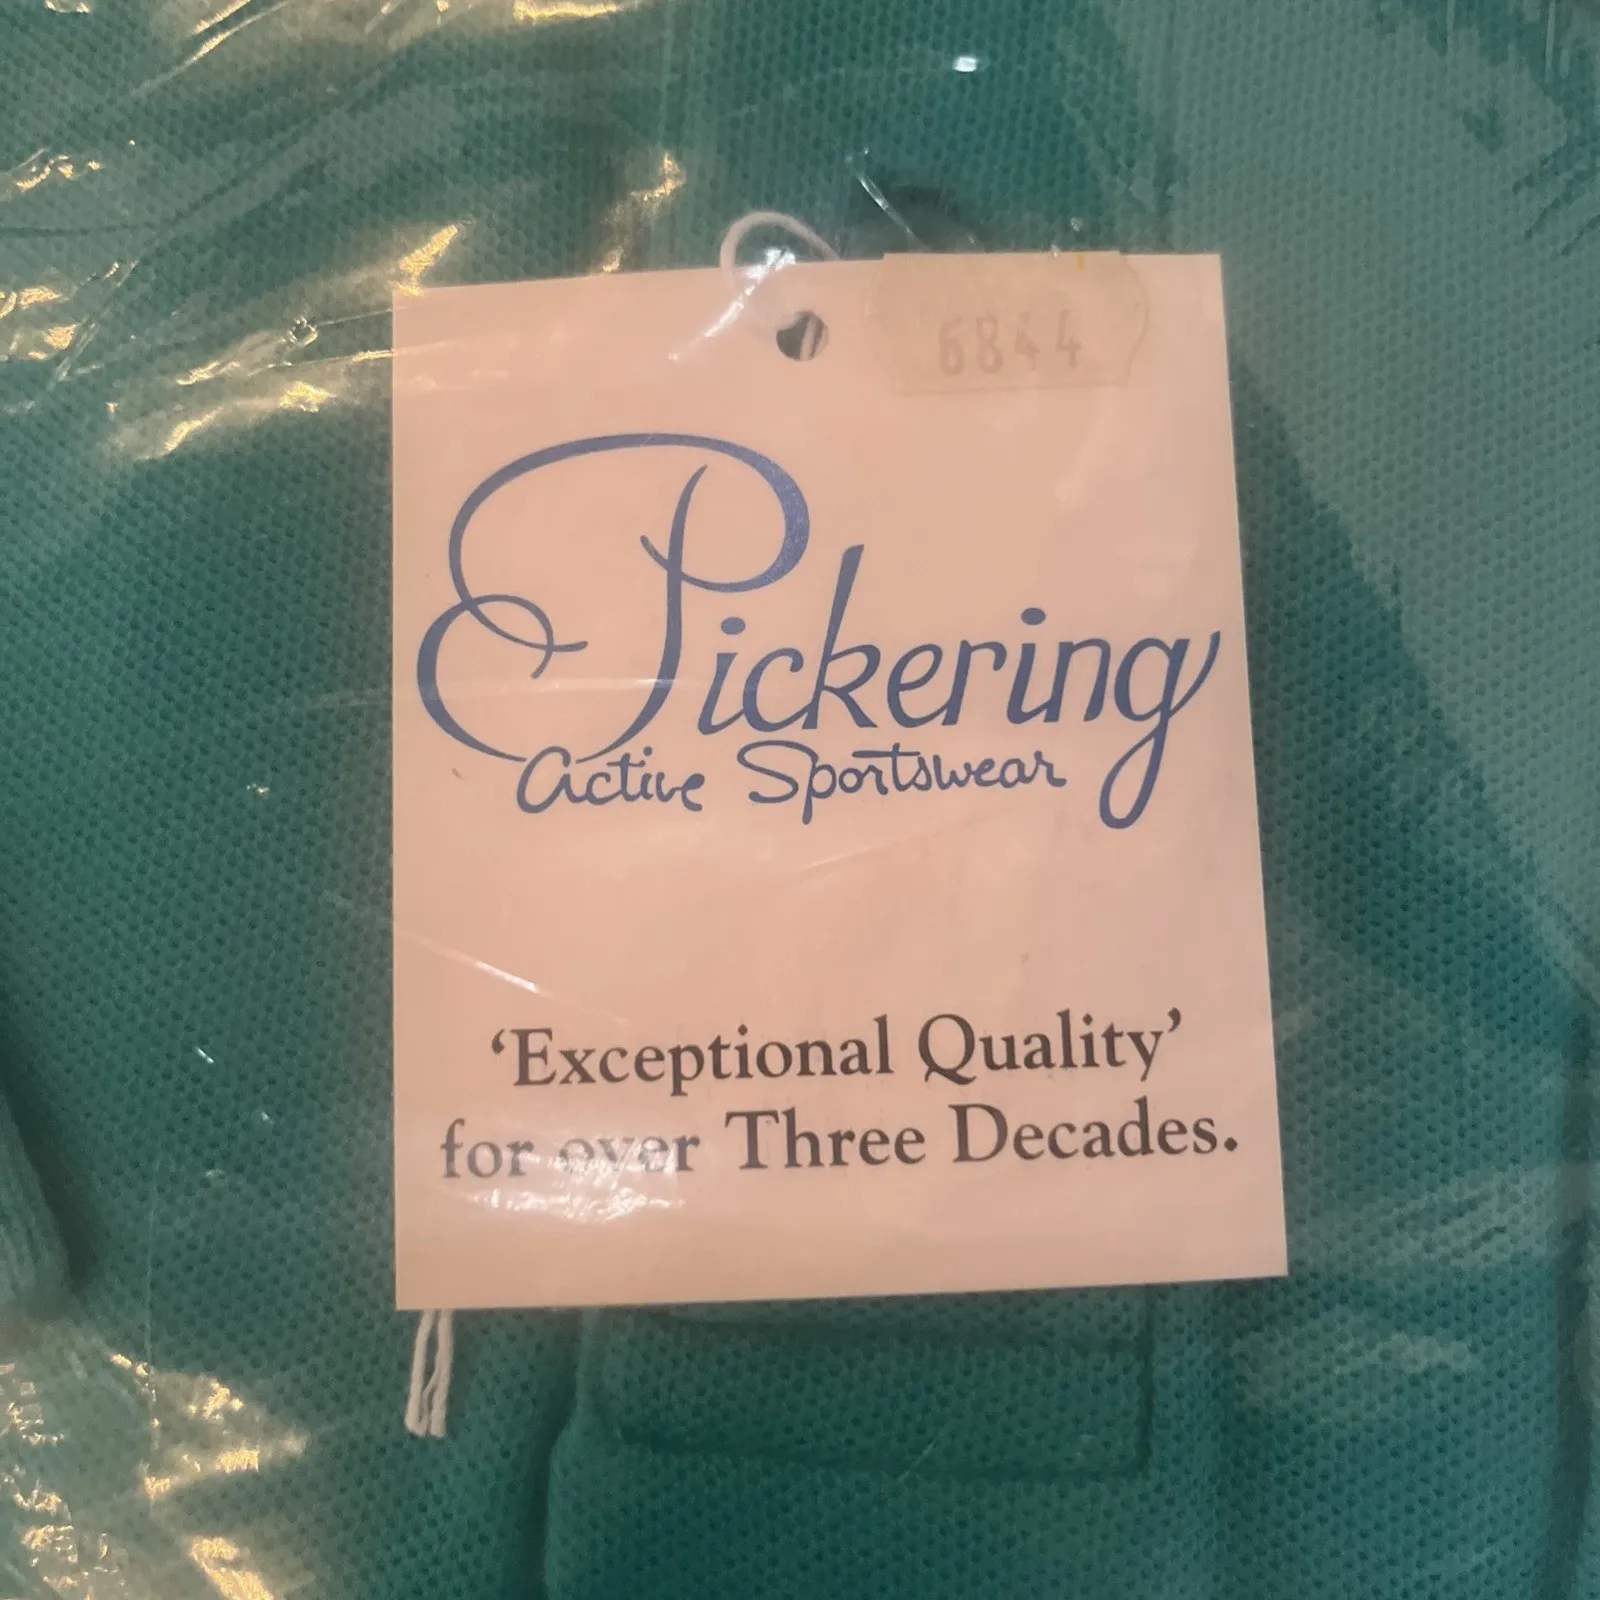 6844
Pickering
Active Sportswear
‘Exceptional Quality’
for over Three Decades.